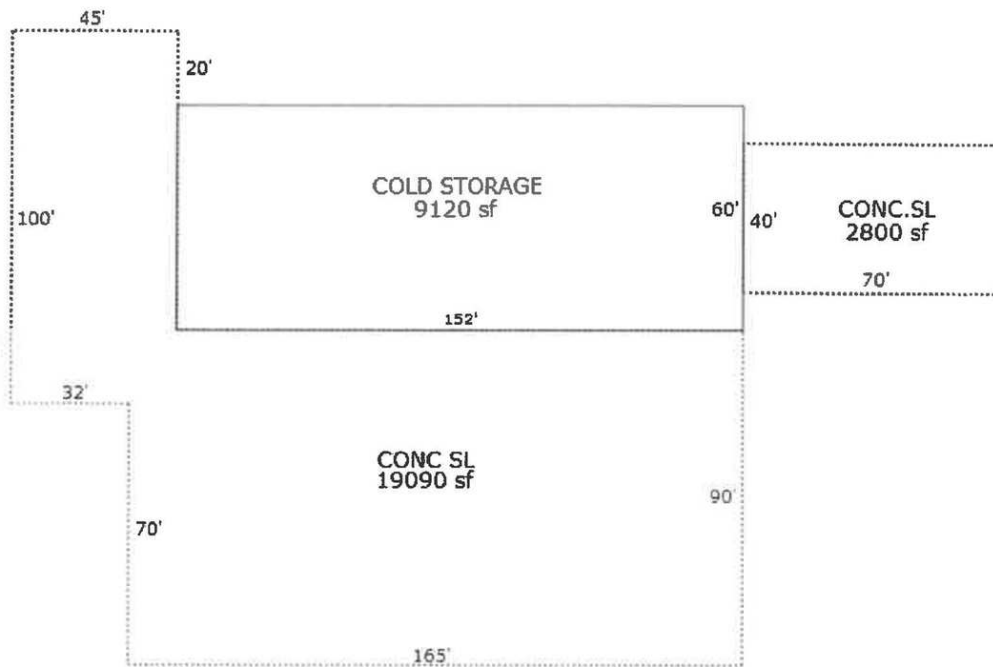 45'
20'
COLD STORAGE
9120 sf
100'
60'
40'
CONC.SL
2800 sf
70'
152'
32'
CONC SL
19090 sf
90'
70'
165'